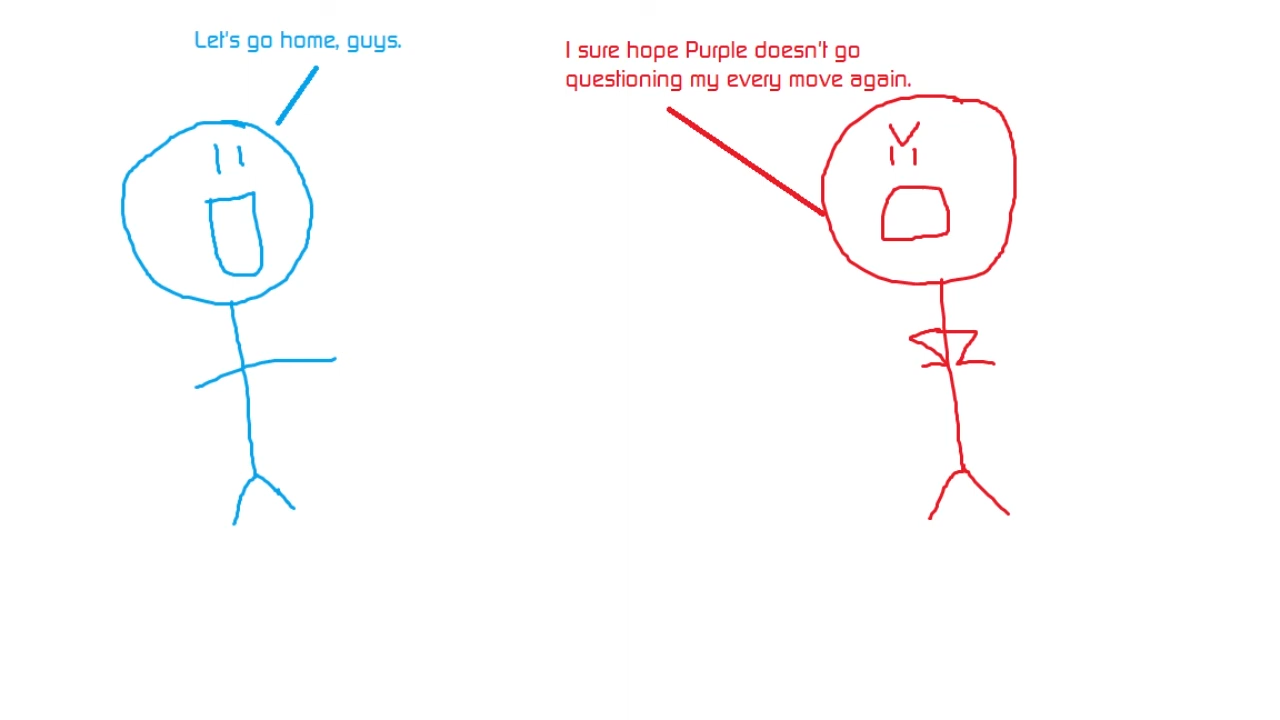 Let's go home, guys.
I sure hope Purple doesn't go
questioning my every move again.